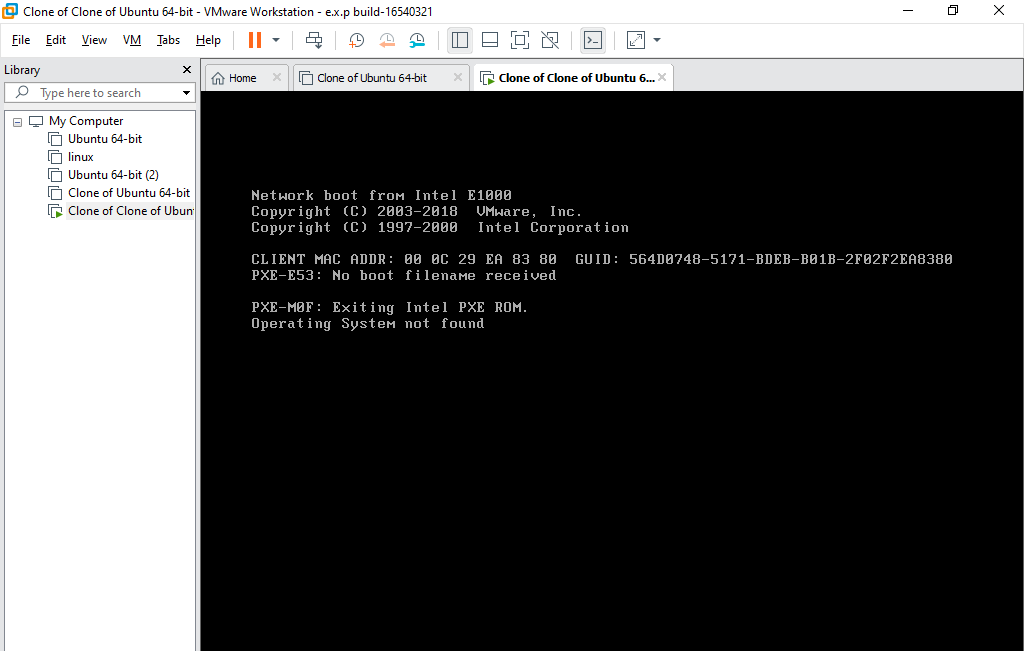 Clone of Clone of Ubuntu 64-bit - VMware Workstation - e.x.p build-16540321
File Edit View VM Tabs Help
Library
Type here to search
My Computer
Ubuntu 64-bit
linux
Ubuntu 64-bit (2)
Clone of Ubuntu 64-bit
Clone of Clone of Ubun
Home
Clone of Ubuntu 64-bit
Clone of Clone of Ubuntu 6...
Network boot from Intel E1000
Copyright (C) 2003-2018 VMware, Inc.
Copyright (C) 1997-2000 Intel Corporation
CLIENT MAC ADDR: 00 0C 29 EA 83 80 GUID: 564D0748-5171-BDEB-B01B-2F02F2EA8380
PXE-E53: No boot filename received
PXE-M0F: Exiting Intel PXE ROM.
Operating System not found